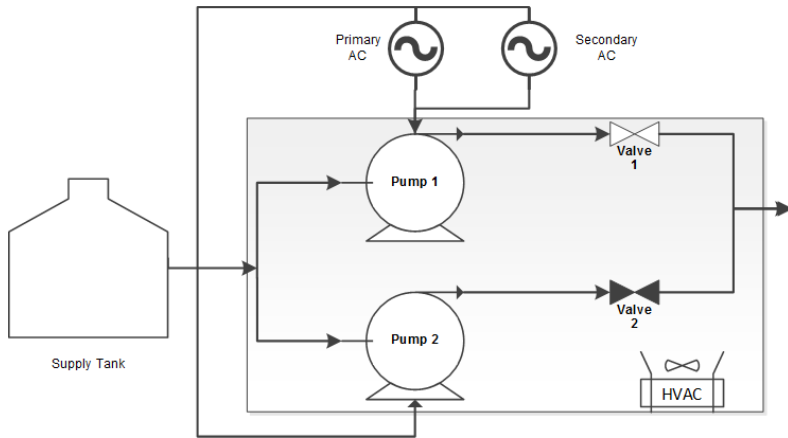 Primary
AC
Secondary
AC
Pump 1
Valve
1
Pump 2
Valve
2
Supply Tank
HVAC